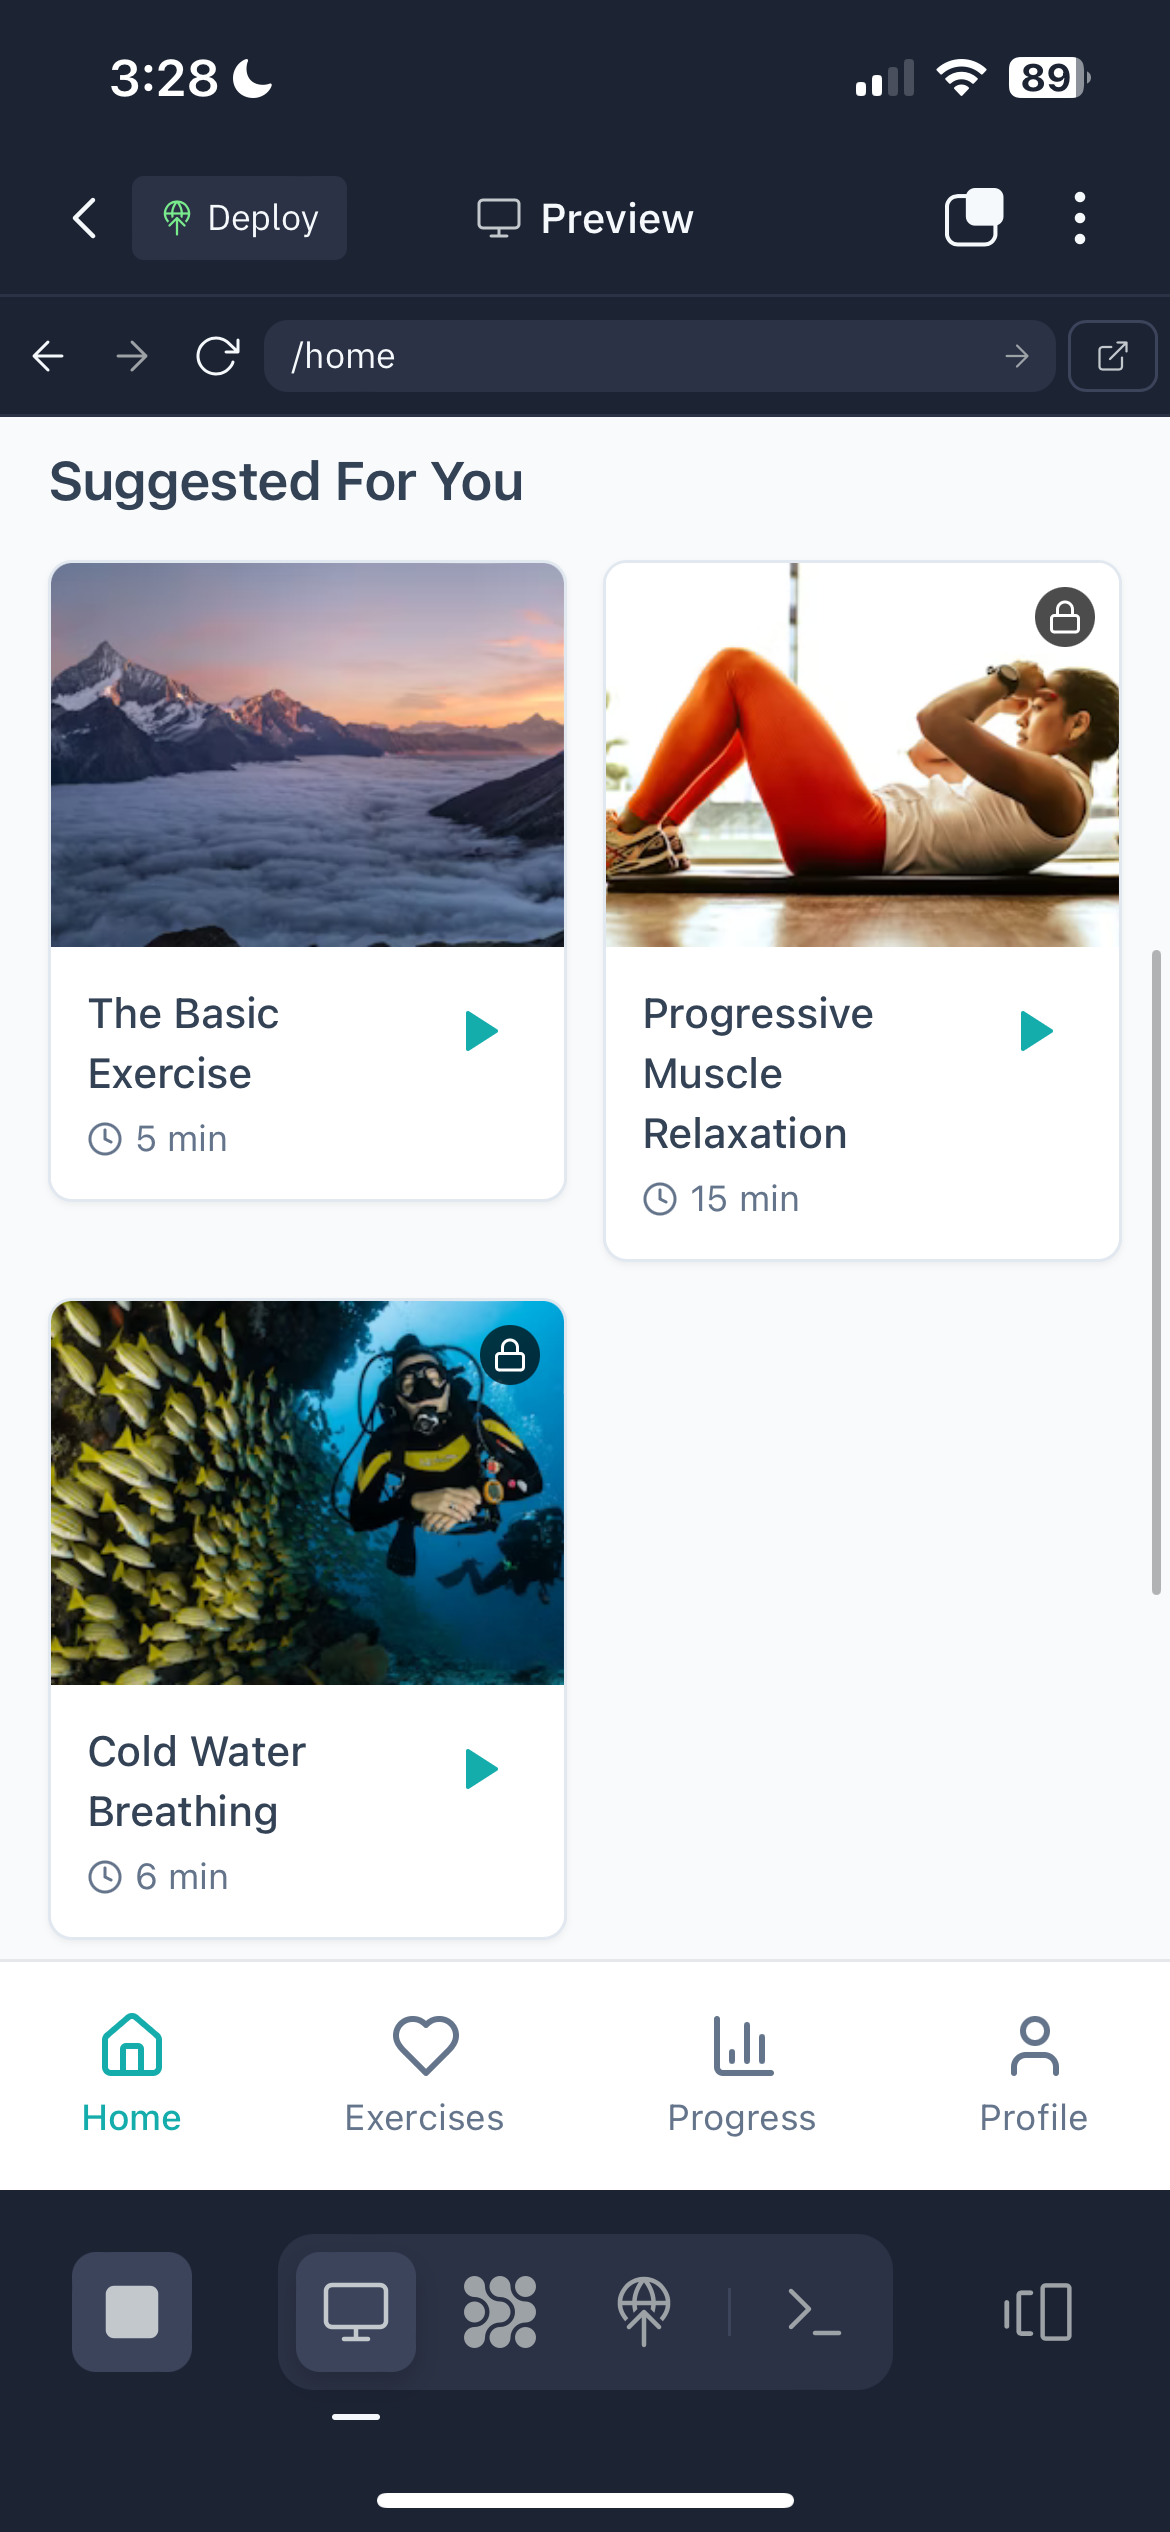 3:28
89
Deploy
Preview
/home
Suggested For You
The Basic
Exercise
5 min
Progressive
Muscle
Relaxation
15 min
Cold Water
Breathing
6 min
Home
Exercises
Progress
Profile